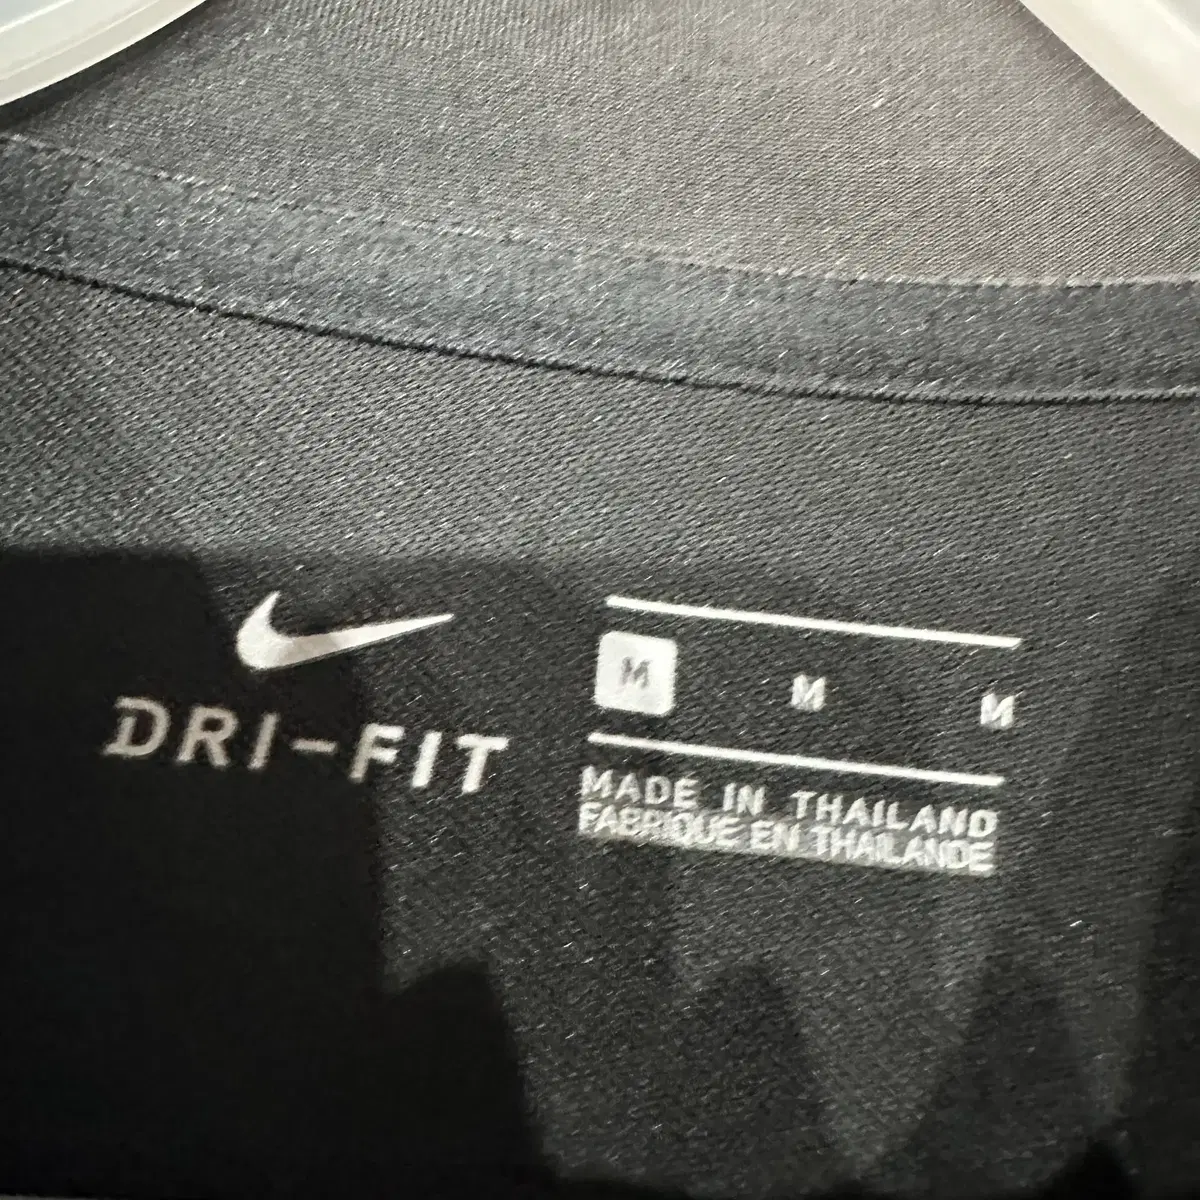 DRI-FIT
M M M
MADE IN THAILAND
FABRIQUE EN THAILANDE